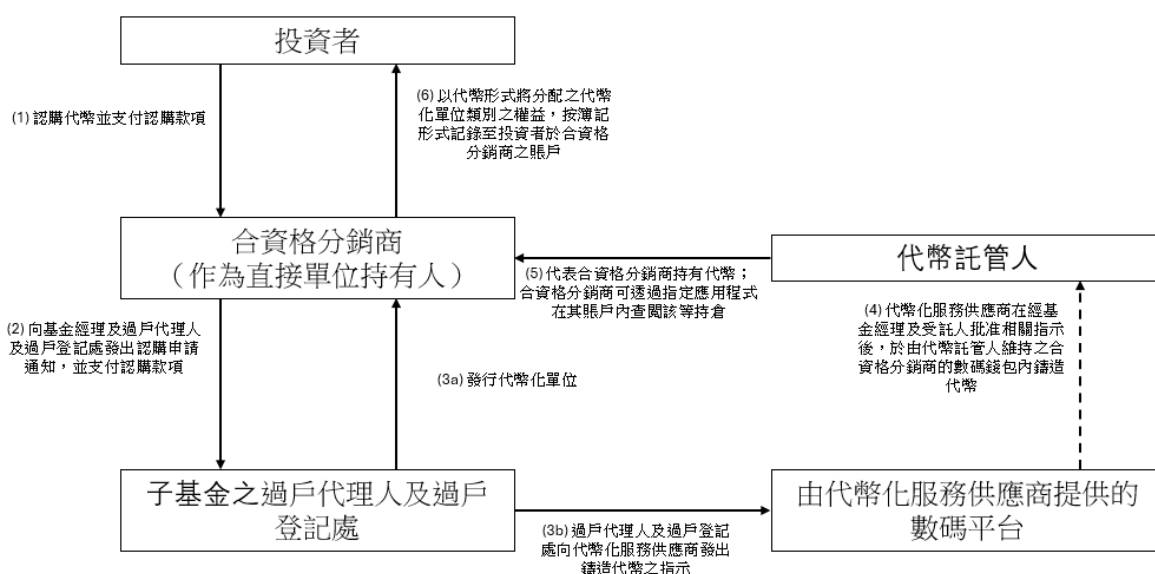 投資者
(1) 認購代幣並支付認購款項
(6) 以代幣形式將分配之代幣
化單位類別之權益，按簿記
形式記錄至投資者於合資格
分銷商之賬戶
合資格分銷商
（作為直接單位持有人）
代幣託管人
(5) 代表合資格分銷商持有代幣；
合資格分銷商可透過指定應用程式
在其賬戶內查閱該等持倉
(2) 向基金經理及過戶代理人
及過戶登記處發出認購申請
通知，並支付認購款項
(3a) 發行代幣化單位
(4) 代幣化服務供應商在經基
金經理及受託人批准相關指示
後，於由代幣託管人維持之合
資格分銷商的數碼錢包內鑄造
代幣
子基金之過戶代理人及過戶
登記處
(3b) 過戶代理人及過戶登記
處向代幣化服務供應商發出
鑄造代幣之指示
由代幣化服務供應商提供的
數碼平台